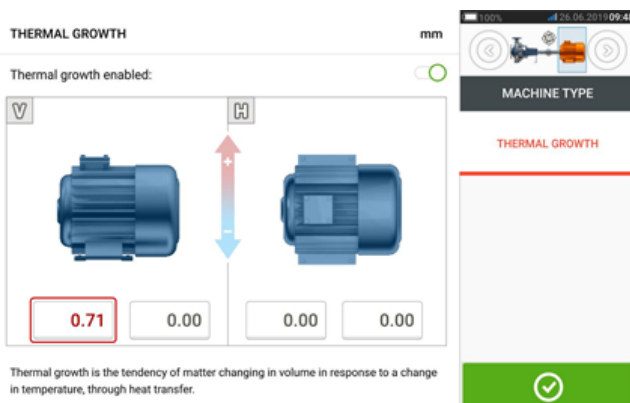 THERMAL GROWTH mm
Thermal growth enabled:
V H
+
-
0.71 0.00 0.00 0.00
Thermal growth is the tendency of matter changing in volume in response to a change
in temperature, through heat transfer.
100% 26.06.2019 09:48
MACHINE TYPE
THERMAL GROWTH